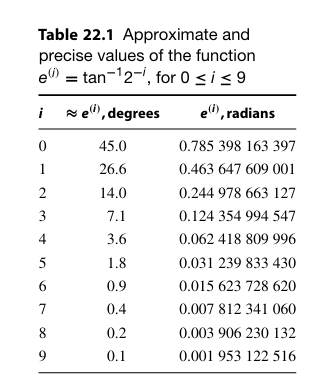 Table 22.1 Approximate and
precise values of the function
e⁽ⁱ⁾ = tan⁻¹2⁻ⁱ, for 0 ≤ i ≤ 9
i ≈ e⁽ⁱ⁾, degrees e⁽ⁱ⁾, radians
0 45.0 0.785 398 163 397
1 26.6 0.463 647 609 001
2 14.0 0.244 978 663 127
3 7.1 0.124 354 994 547
4 3.6 0.062 418 809 996
5 1.8 0.031 239 833 430
6 0.9 0.015 623 728 620
7 0.4 0.007 812 341 060
8 0.2 0.003 906 230 132
9 0.1 0.001 953 122 516